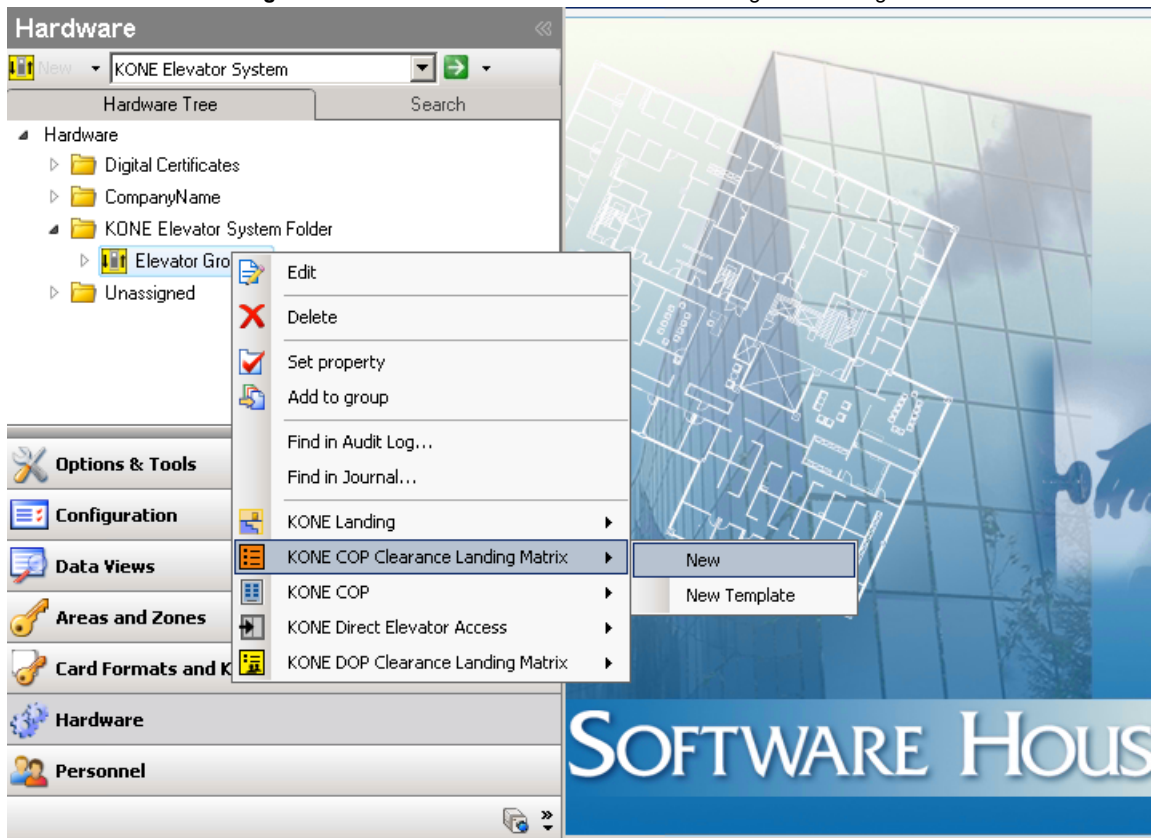 Hardware
New
KONE Elevator System
Hardware Tree
Search
Hardware
Digital Certificates
CompanyName
KONE Elevator System Folder
Elevator Gro
Unassigned
Edit
Delete
Set property
Add to group
Find in Audit Log...
Find in Journal...
KONE Landing
KONE COP Clearance Landing Matrix
New
KONE COP
New Template
KONE Direct Elevator Access
KONE DOP Clearance Landing Matrix
Options & Tools
Configuration
Data Views
Areas and Zones
Card Formats and K
Hardware
Personnel
SOFTWARE HOUS